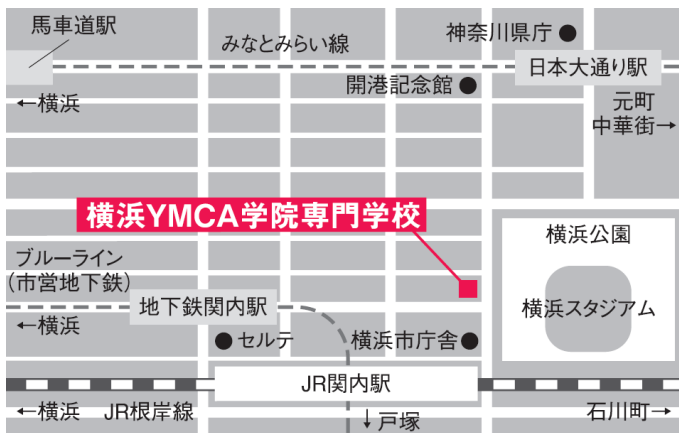 馬車道駅
みなとみらい線
神奈川県庁
日本大通り駅
開港記念館
←横浜
元町
中華街→
横浜YMCA学院専門学校
横浜公園
ブルーライン
(市営地下鉄)
地下鉄関内駅
横浜スタジアム
←横浜
セルテ
横浜市庁舎
JR関内駅
←横浜
JR根岸線
↓戸塚
石川町→